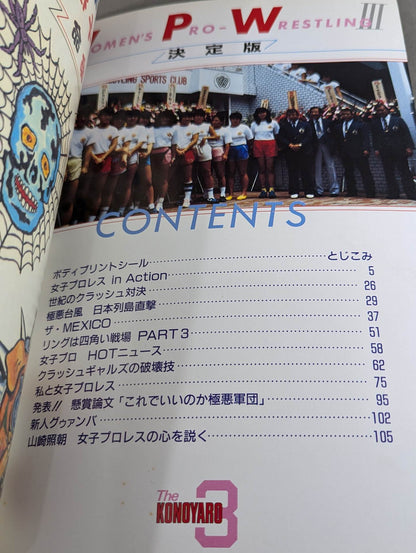 WOMEN'S PRO-WRESTLING III
決定版
SPORTS CLUB
CONTENTS
ボディプリントシール……とじこみ
女子プロレス in Action……5
世紀のクラッシュ対決……26
極悪台風　日本列島直撃……29
ザ・MEXICO……37
リングは四角い戦場 PART3……51
女子プロ HOTニュース……58
クラッシュギャルズの破壊技……62
私と女子プロレス……75
発表!! 懸賞論文「これでいいのか極悪軍団」……95
新人グゥアンバ……102
山崎照朝　女子プロレスの心を説く……105
The
KONOYARO
3